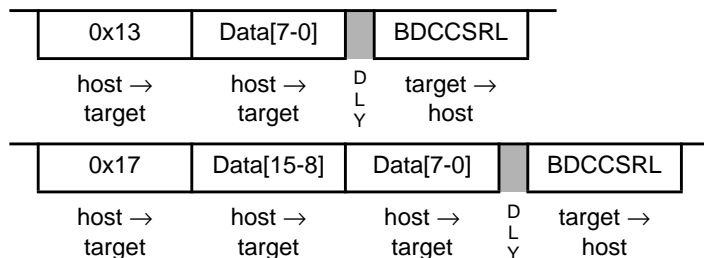 0x13 Data[7-0] BDCCSRL
host → host → D target →
target target L host
Y
0x17 Data[15-8] Data[7-0] BDCCSRL
host → host → host → D target →
target target target L host
Y